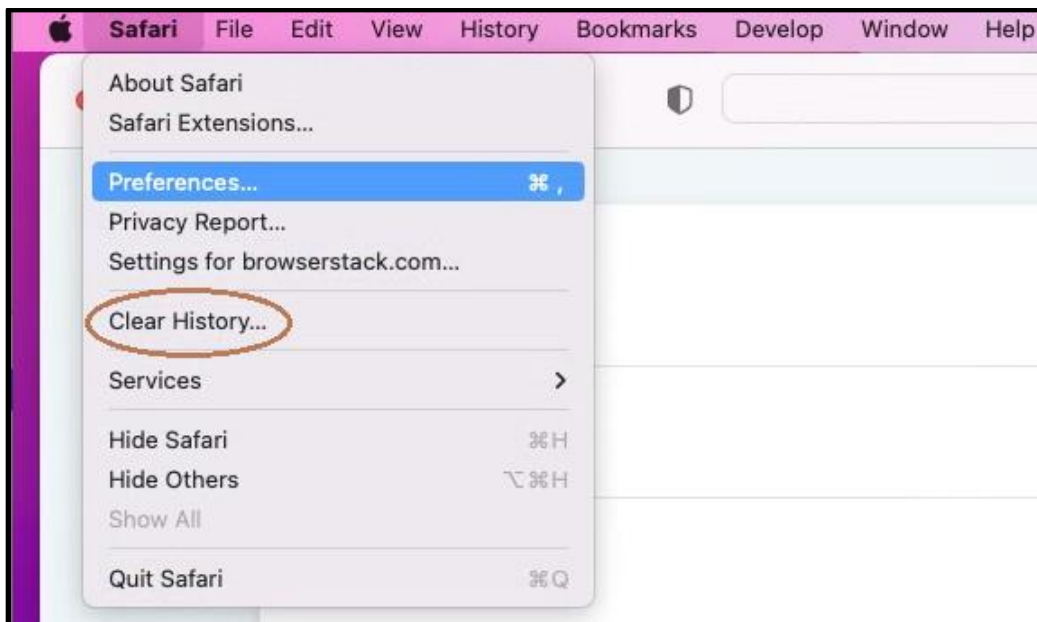 Safari File Edit View History Bookmarks Develop Window Help
About Safari
Safari Extensions...
Preferences... ⌘ ,
Privacy Report...
Settings for browserstack.com...
Clear History...
Services
Hide Safari ⌘H
Hide Others ⌥⌘H
Show All
Quit Safari ⌘Q